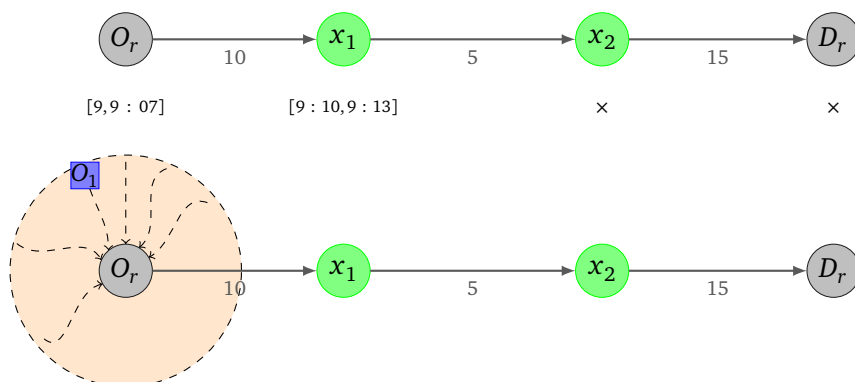 O_r x_1 x_2 D_r
10 5 15
[9, 9 : 07] [9 : 10, 9 : 13] × ×
O_1
O_r x_1 x_2 D_r
10 5 15